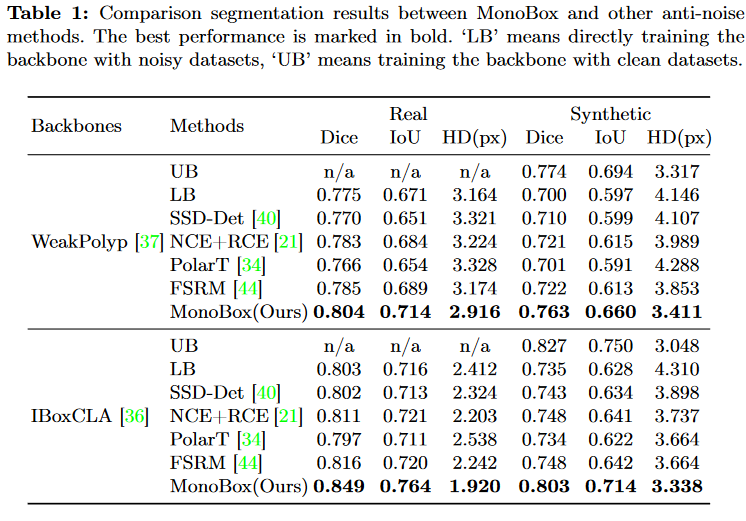 Table 1: Comparison segmentation results between MonoBox and other anti-noise
methods. The best performance is marked in bold. ‘LB’ means directly training the
backbone with noisy datasets, ‘UB’ means training the backbone with clean datasets.
Backbones Methods Real Synthetic
Dice IoU HD(px) Dice IoU HD(px)
UB n/a n/a n/a 0.774 0.694 3.317
LB 0.775 0.671 3.164 0.700 0.597 4.146
SSD-Det [40] 0.770 0.651 3.321 0.710 0.599 4.107
WeakPolyp [37] NCE+RCE [21] 0.783 0.684 3.224 0.721 0.615 3.989
PolarT [34] 0.766 0.654 3.328 0.701 0.591 4.288
FSRM [44] 0.785 0.689 3.174 0.722 0.613 3.853
MonoBox(Ours) 0.804 0.714 2.916 0.763 0.660 3.411
UB n/a n/a n/a 0.827 0.750 3.048
LB 0.803 0.716 2.412 0.735 0.628 4.310
SSD-Det [40] 0.802 0.713 2.324 0.743 0.634 3.898
IBoxCLA [36] NCE+RCE [21] 0.811 0.721 2.203 0.748 0.641 3.737
PolarT [34] 0.797 0.711 2.538 0.734 0.622 3.664
FSRM [44] 0.816 0.720 2.242 0.748 0.642 3.664
MonoBox(Ours) 0.849 0.764 1.920 0.803 0.714 3.338